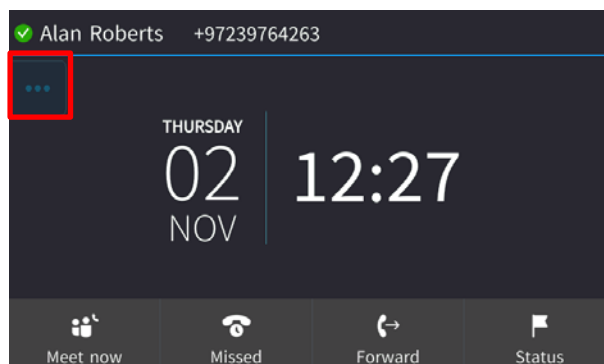 Alan Roberts +97239764263
THURSDAY
02
NOV
12:27
Meet now Missed Forward Status